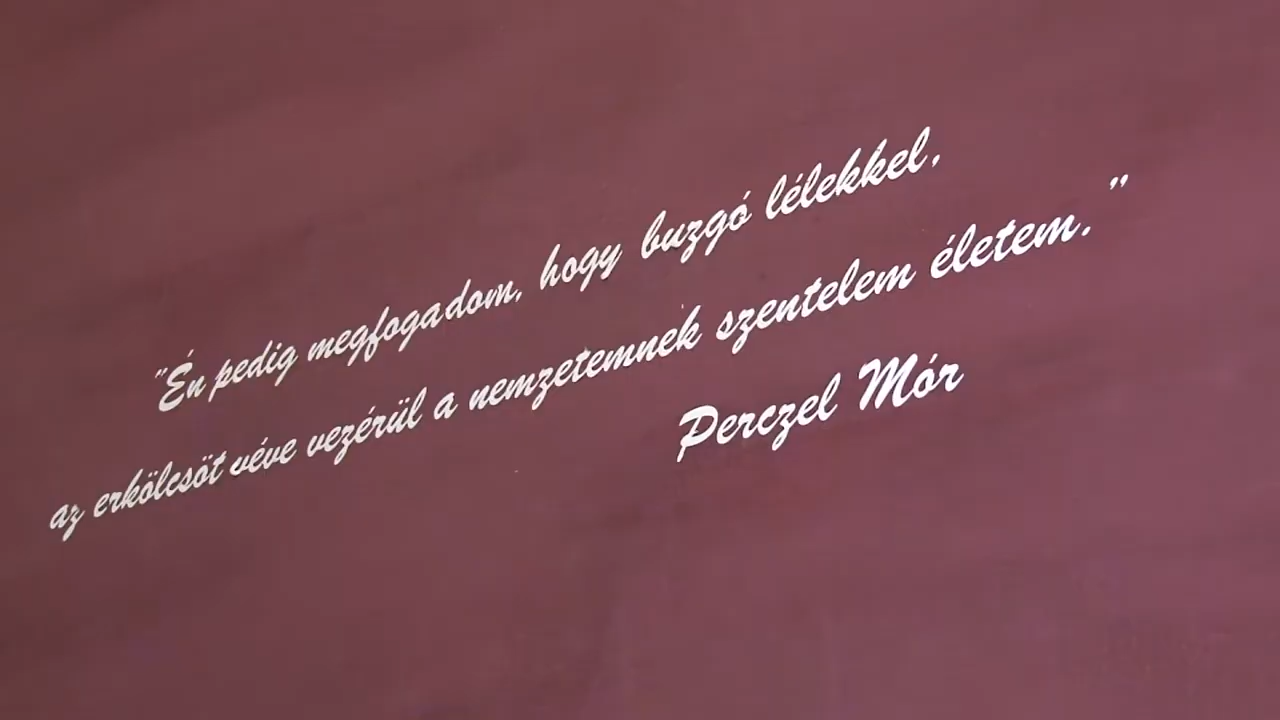 "Én pedig megfogadom, hogy buzgó lélekkel,
az erkölcsöt véve vezérül a nemzetemnek szentelem életem."
Perczel Mór